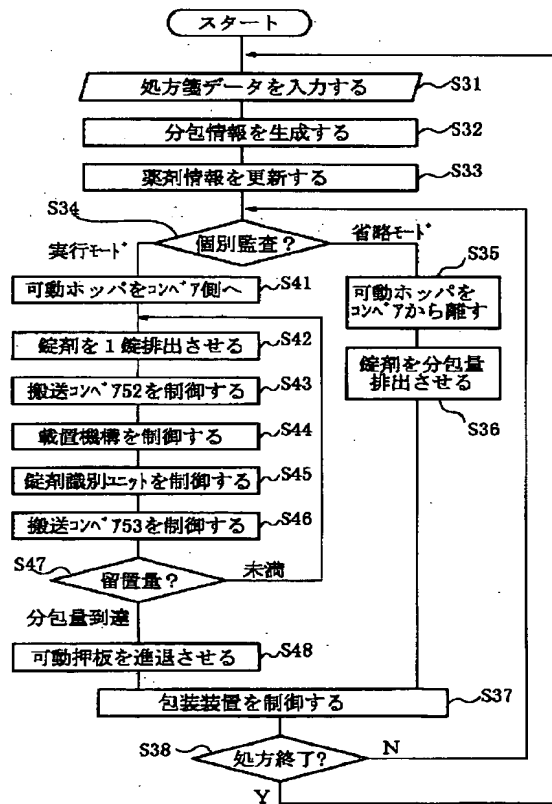 スタート
処方箋データを入力する
S31
分包情報を生成する
S32
薬剤情報を更新する
S33
S34
個別監査?
実行モード
省略モード
S35
可動ホッパをコンベア側へ
S41
可動ホッパを
コンベアから離す
錠剤を1錠排出させる
S42
錠剤を分包量
排出させる
S36
搬送コンベア52を制御する
S43
載置機構を制御する
S44
錠剤識別ユニットを制御する
S45
搬送コンベア53を制御する
S46
S47
留置量?
未満
分包量到達
可動押板を進退させる
S48
包装装置を制御する
S37
S38
処方終了?
N
Y